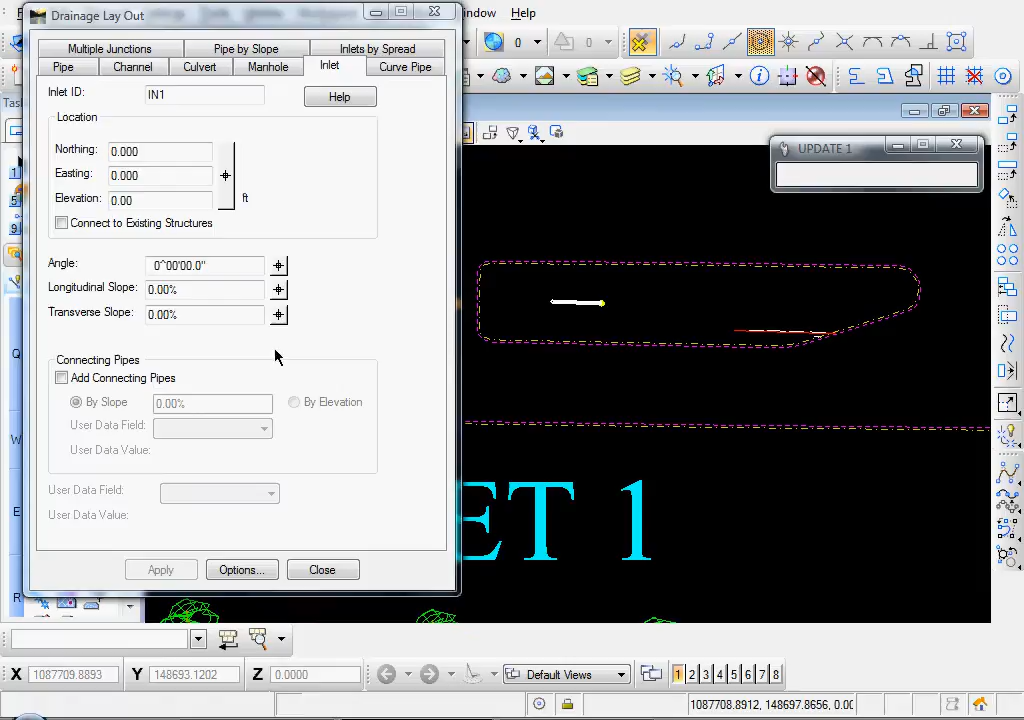 Drainage Lay Out
Window Help
Multiple Junctions Pipe by Slope Inlets by Spread
Pipe Channel Culvert Manhole Inlet Curve Pipe
Inlet ID: IN1 Help
Location
Northing: 0.000
Easting: 0.000
Elevation: 0.00 ft
Connect to Existing Structures
Angle: 0^00'00.0"
Longitudinal Slope: 0.00%
Transverse Slope: 0.00%
Connecting Pipes
Add Connecting Pipes
By Slope 0.00% By Elevation
User Data Field:
User Data Value:
User Data Field:
User Data Value:
Apply Options... Close
0 0
UPDATE 1
ET 1
X 1087709.8893 Y 148693.1202 Z 0.0000 Default Views 1 2 3 4 5 6 7 8
1087708.8912, 148697.8656, 0.00